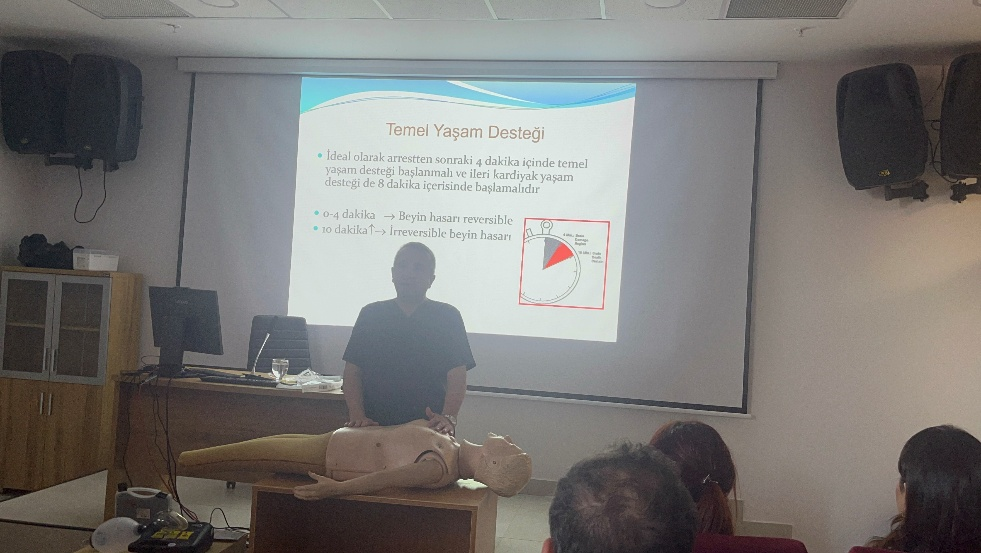 Temel Yaşam Desteği
İdeal olarak arrestten sonraki 4 dakika içinde temel
yaşam desteği başlanmalı ve ileri kardiyak yaşam
desteği de 8 dakika içerisinde başlamalıdır
0-4 dakika → Beyin hasarı reversible
10 dakika↑→ İrreversible beyin hasarı